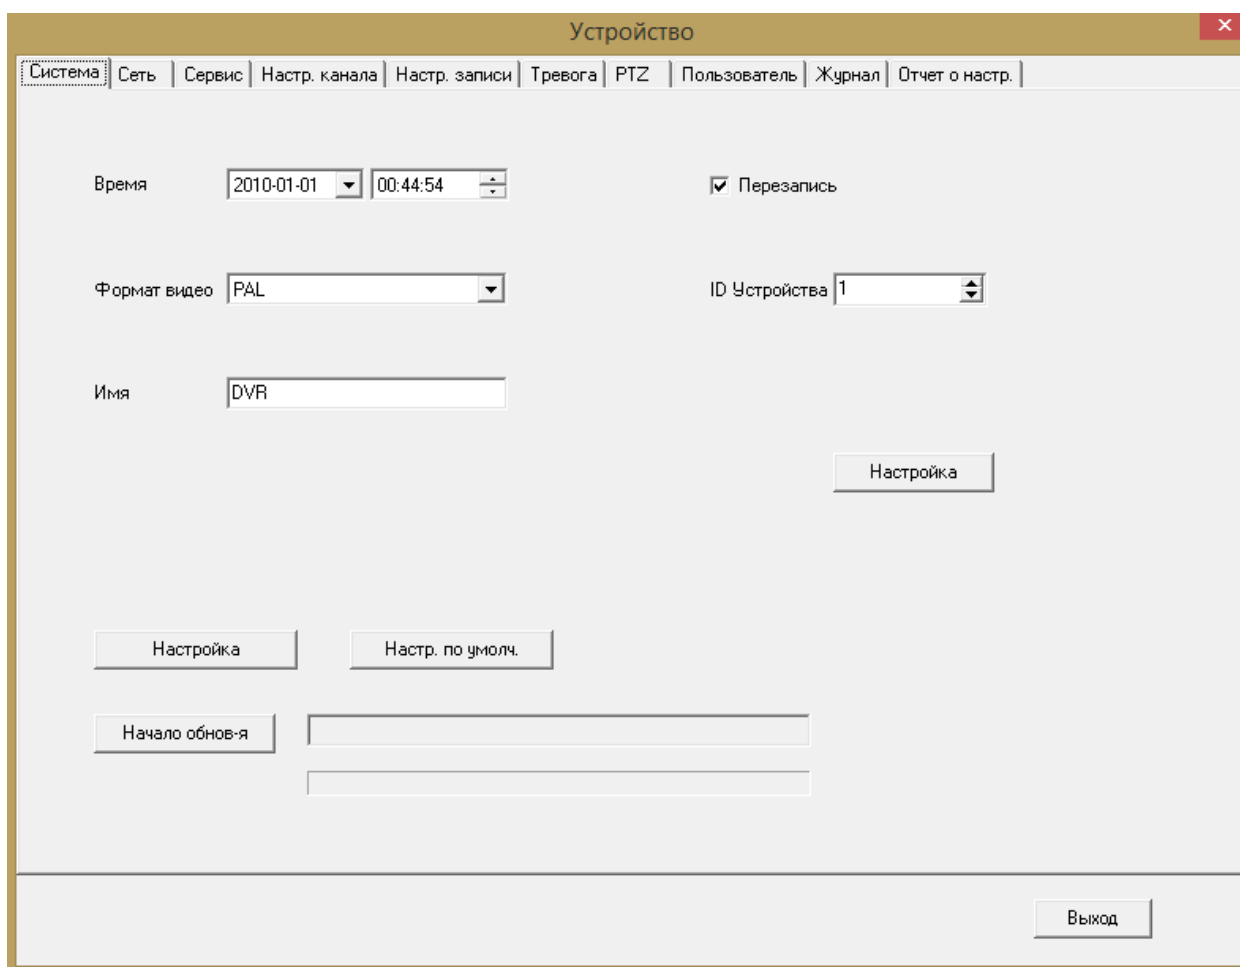 Устройство
Система Сеть Сервис Настр. канала Настр. записи Тревога PTZ Пользователь Журнал Отчет о настр.
Время 2010-01-01 00:44:54 Перезапись
Формат видео PAL ID Устройства 1
Имя DVR
Настройка
Настройка Настр. по умолч.
Начало обнов-я
Выход